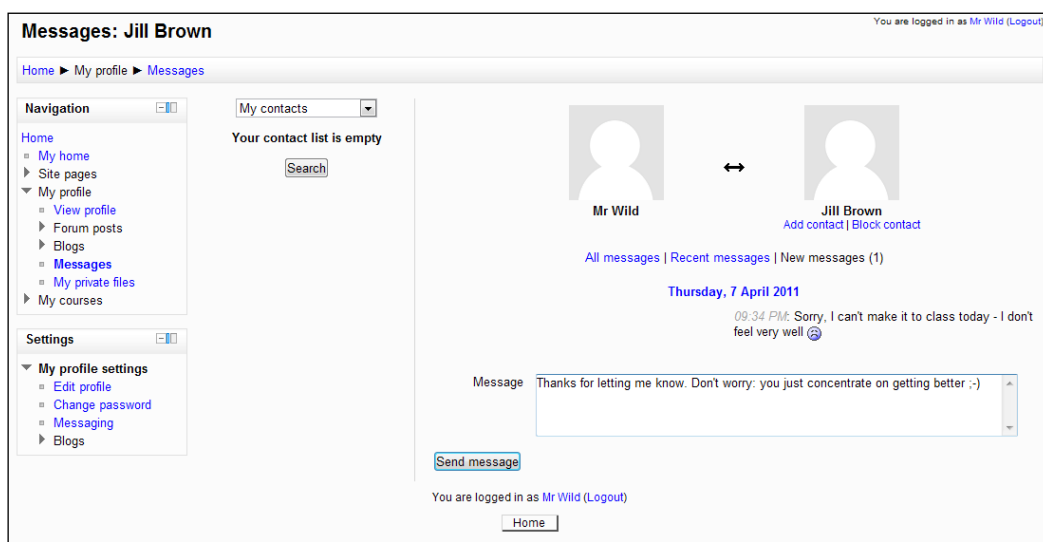 Messages: Jill Brown
You are logged in as Mr Wild (Logout)
Home ► My profile ► Messages
Navigation
Home
My home
Site pages
My profile
View profile
Forum posts
Blogs
Messages
My private files
My courses
Settings
My profile settings
Edit profile
Change password
Messaging
Blogs
My contacts
Your contact list is empty
Search
Mr Wild
Jill Brown
Add contact | Block contact
All messages | Recent messages | New messages (1)
Thursday, 7 April 2011
09:34 PM: Sorry, I can't make it to class today - I don't
feel very well
Message
Thanks for letting me know. Don't worry: you just concentrate on getting better ;-)
Send message
You are logged in as Mr Wild (Logout)
Home